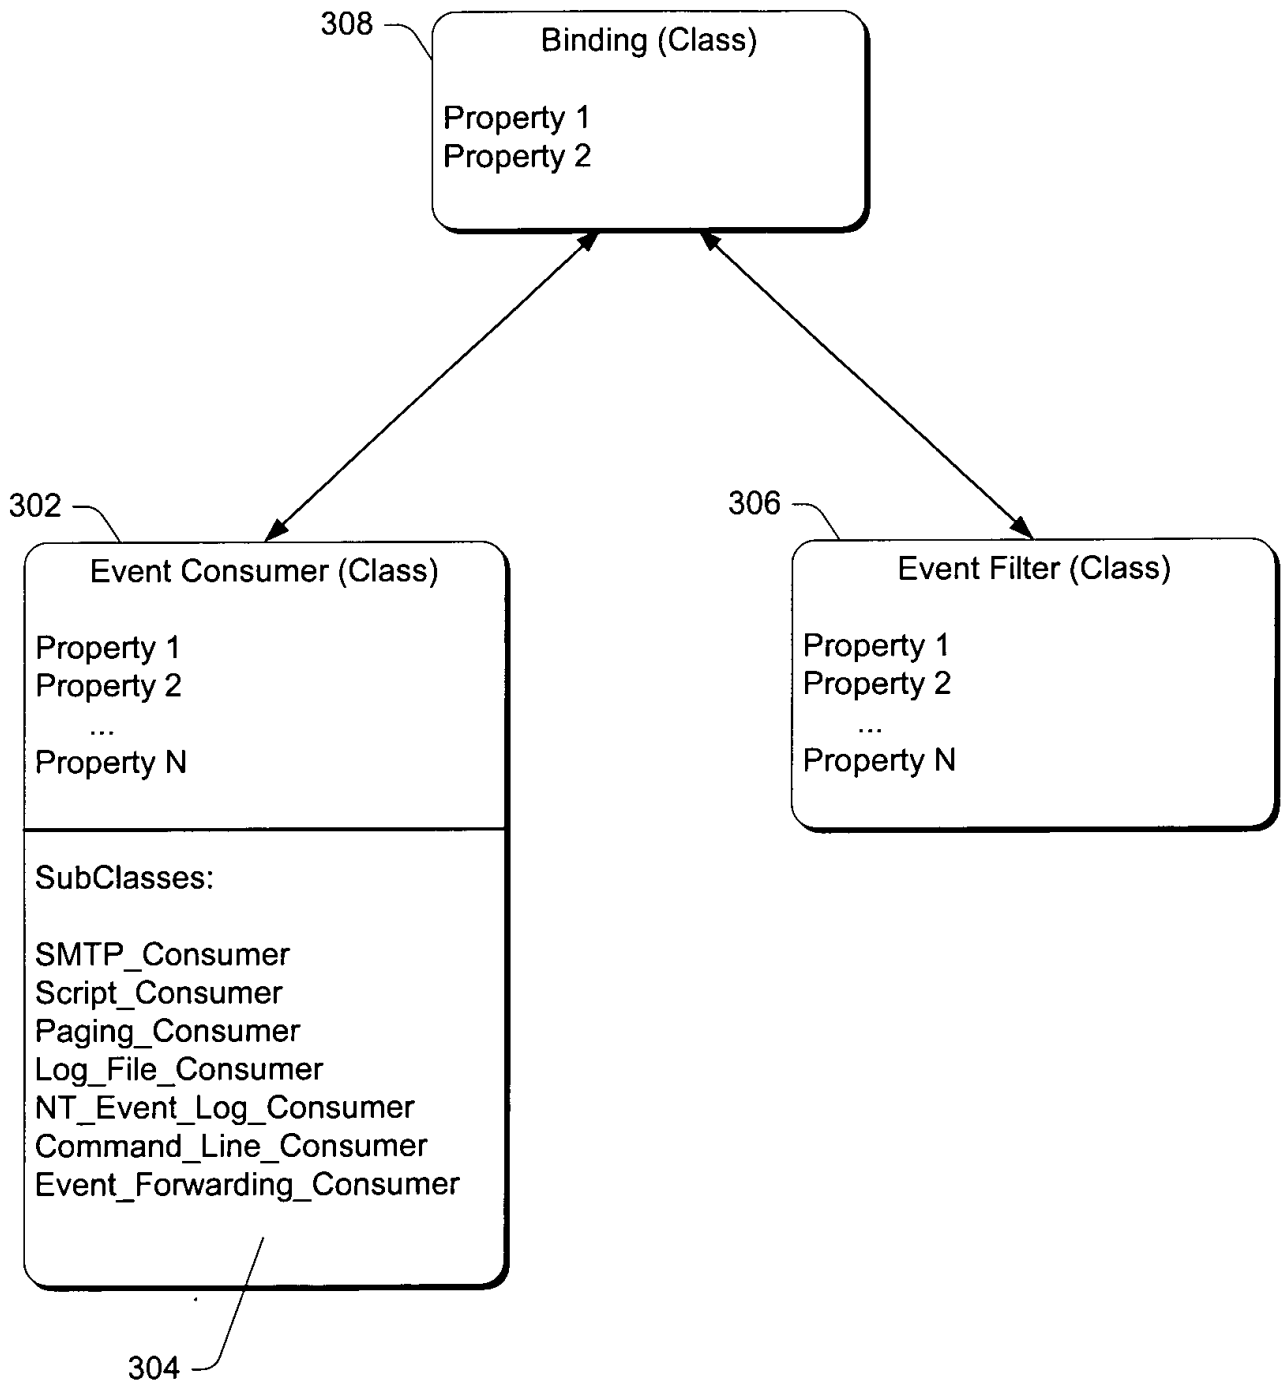 308
Binding (Class)
Property 1
Property 2
302
Event Consumer (Class)
Property 1
Property 2
...
Property N
SubClasses:
SMTP_Consumer
Script_Consumer
Paging_Consumer
Log_File_Consumer
NT_Event_Log_Consumer
Command_Line_Consumer
Event_Forwarding_Consumer
304
306
Event Filter (Class)
Property 1
Property 2
...
Property N